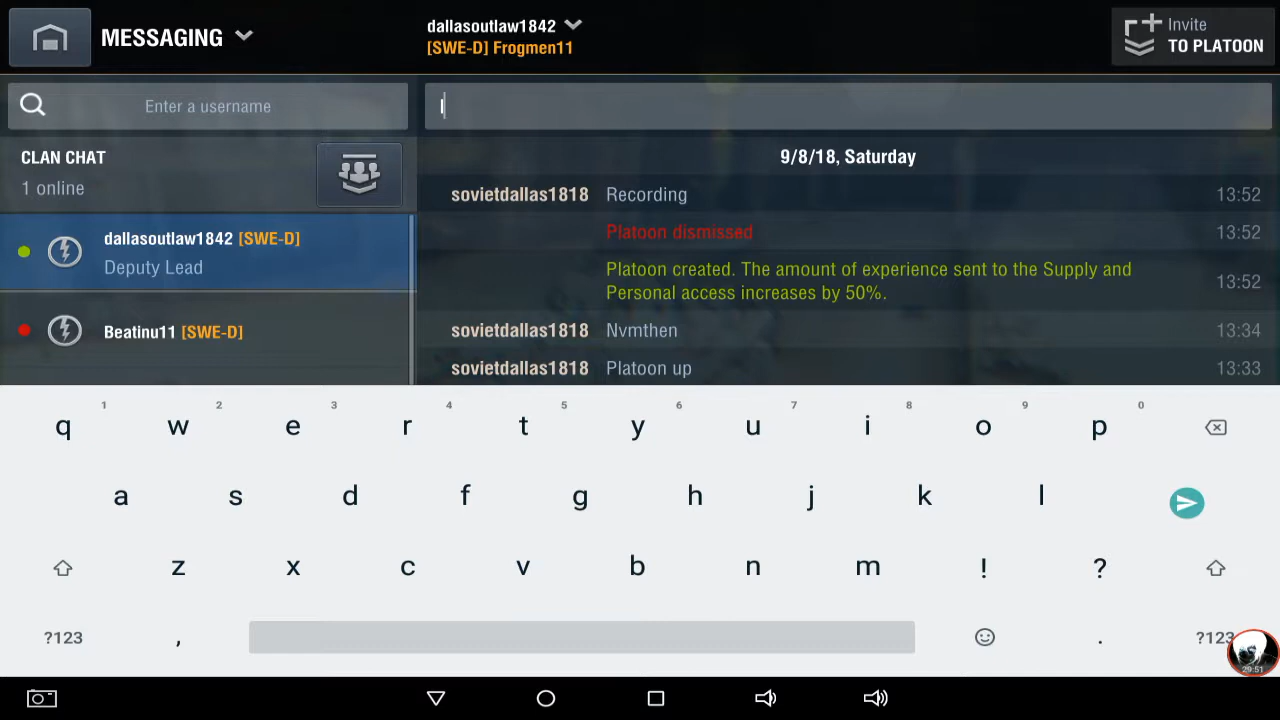 MESSAGING
dallasoutlaw1842
[SWE-D] Frogmen11
Invite
TO PLATOON
Enter a username
I
CLAN CHAT
1 online
dallasoutlaw1842 [SWE-D]
Deputy Lead
Beatinu11 [SWE-D]
9/8/18, Saturday
sovietdallas1818 Recording 13:52
Platoon dismissed 13:52
Platoon created. The amount of experience sent to the Supply and
Personal access increases by 50%. 13:52
sovietdallas1818 Nvmthen 13:34
sovietdallas1818 Platoon up 13:33
1 2 3 4 5 6 7 8 9 0
q w e r t y u i o p
a s d f g h j k l
z x c v b n m ! ?
?123 , . ?123
29:51